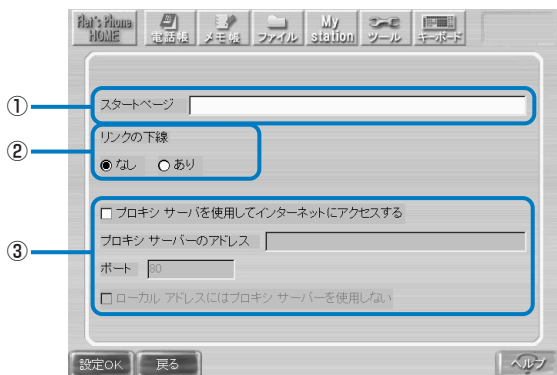 Flet's Phone HOME
電話帳
メモ帳
ファイル
My station
ツール
キーボード
① スタートページ
② リンクの下線
なし あり
③ プロキシ サーバを使用してインターネットにアクセスする
プロキシ サーバーのアドレス
ポート 80
ローカル アドレスにはプロキシ サーバーを使用しない
設定OK 戻る ヘルプ